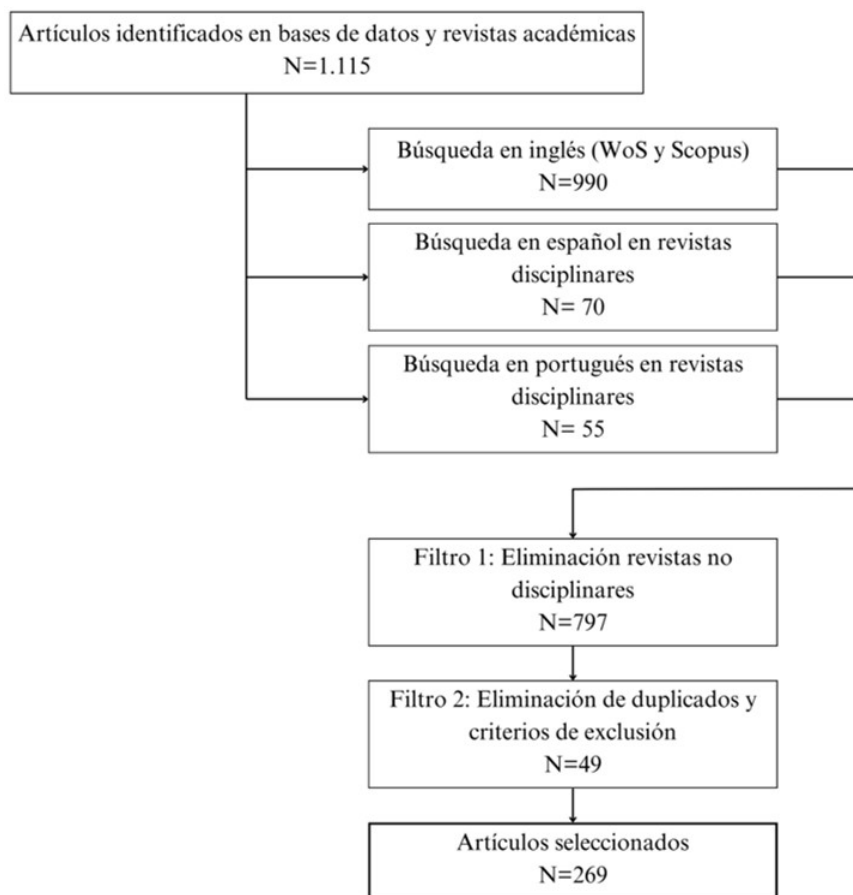 Artículos identificados en bases de datos y revistas académicas
N=1.115
Búsqueda en inglés (WoS y Scopus)
N=990
Búsqueda en español en revistas
disciplinares
N= 70
Búsqueda en portugués en revistas
disciplinares
N= 55
Filtro 1: Eliminación revistas no
disciplinares
N=797
Filtro 2: Eliminación de duplicados y
criterios de exclusión
N=49
Artículos seleccionados
N=269